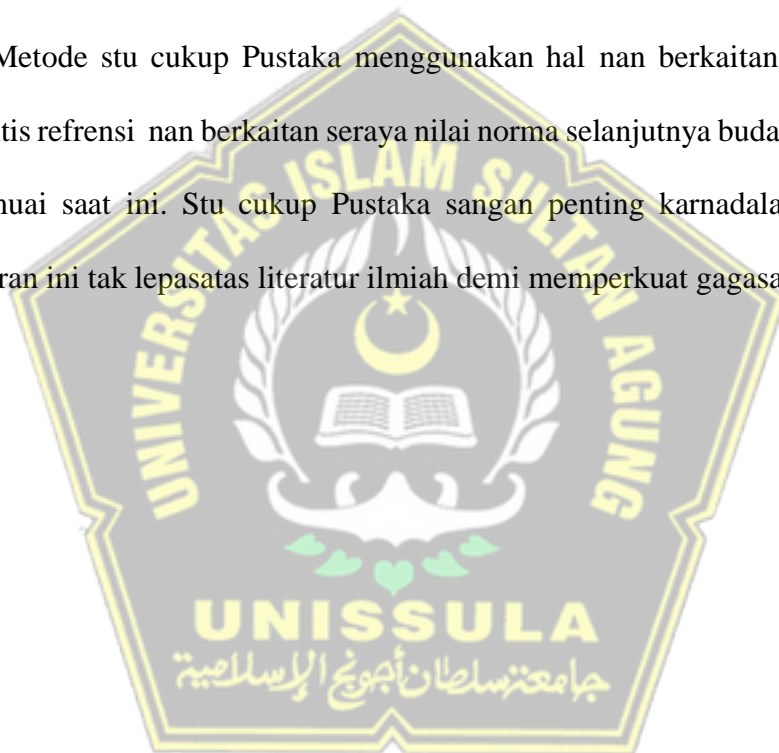 Metode stu cukup Pustaka menggunakan hal nan berkaitan
tis refrensi nan berkaitan seraya nilai norma selanjutnya buda
nuai saat ini. Stu cukup Pustaka sangan penting karnadala
ran ini tak lepasatas literatur ilmiah demi memperkuat gagasa
UNIVERSITAS ISLAM SULTAN AGUNG
UNISSULA
جامعة سلطان أجونج الإسلامية